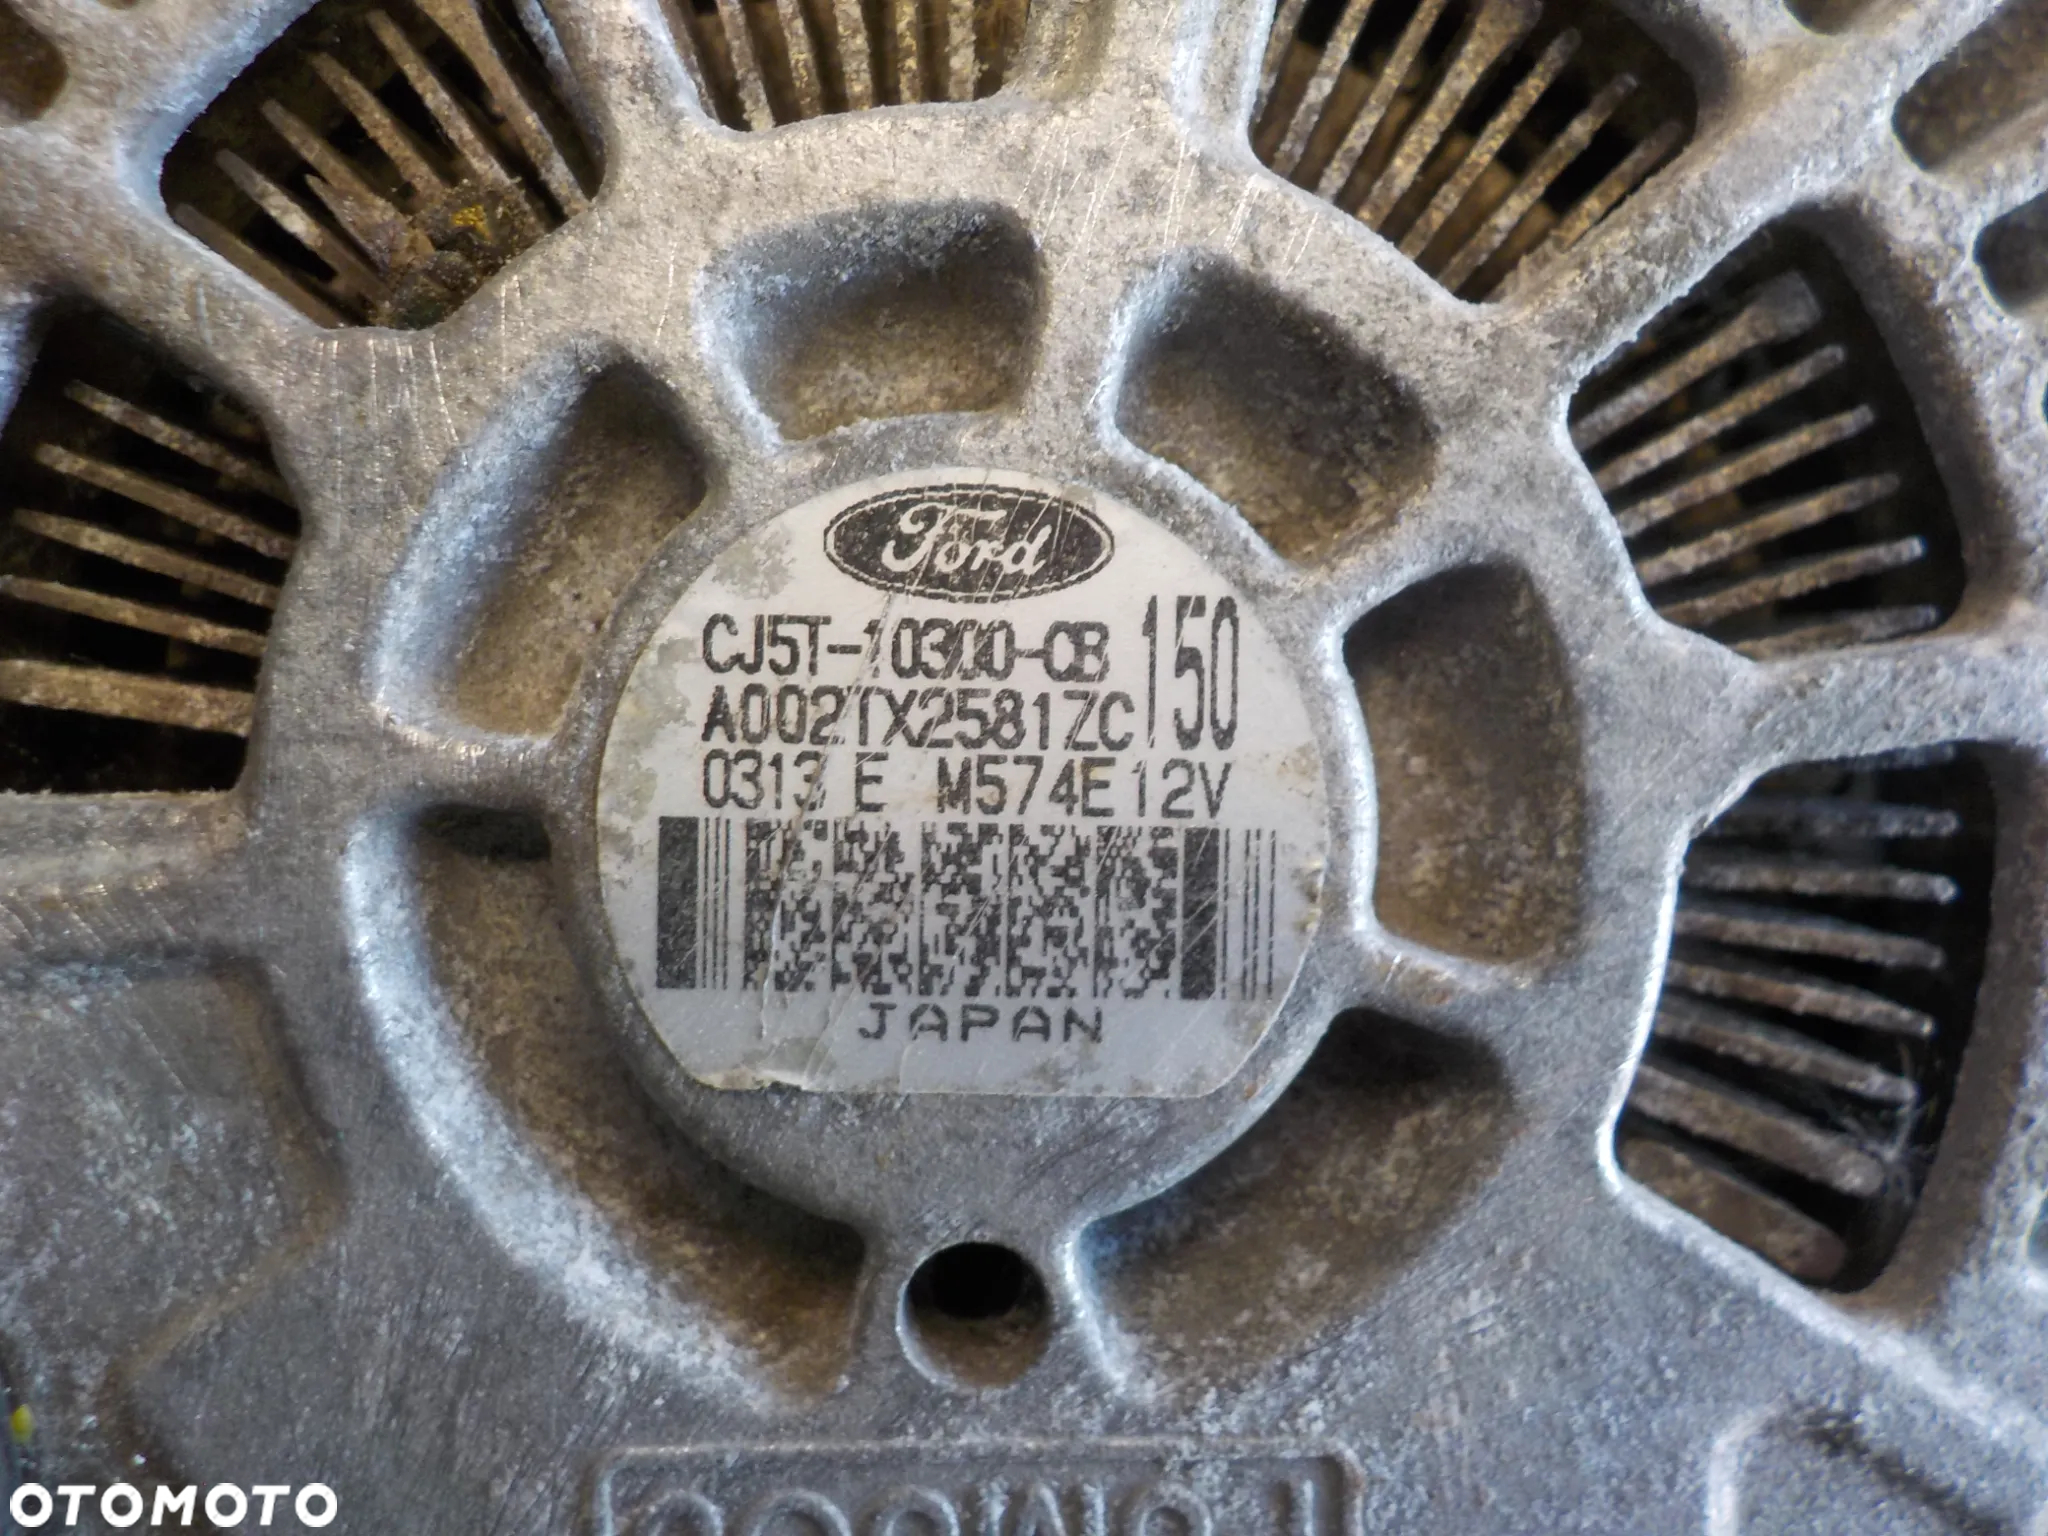 Ford
CJ5T-10300-CB 150
A002TX2581ZC
0313 E M574E 12V
JAPAN
OTOMOTO